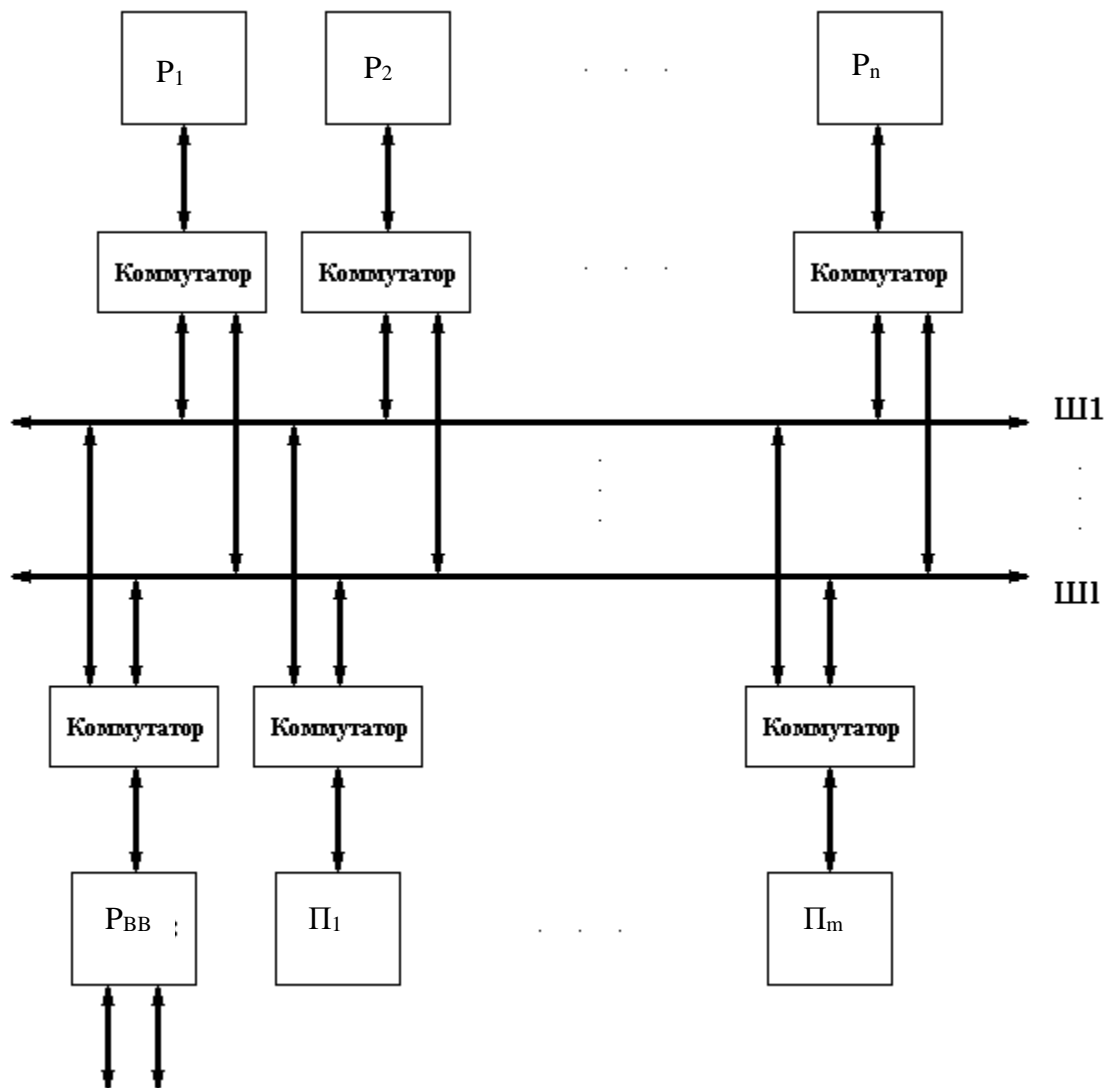 P1 P2 . . . Pn
Коммутатор Коммутатор . . . Коммутатор
Ш1
Шl
Коммутатор Коммутатор Коммутатор
PВВ ; П1 . . . Пm